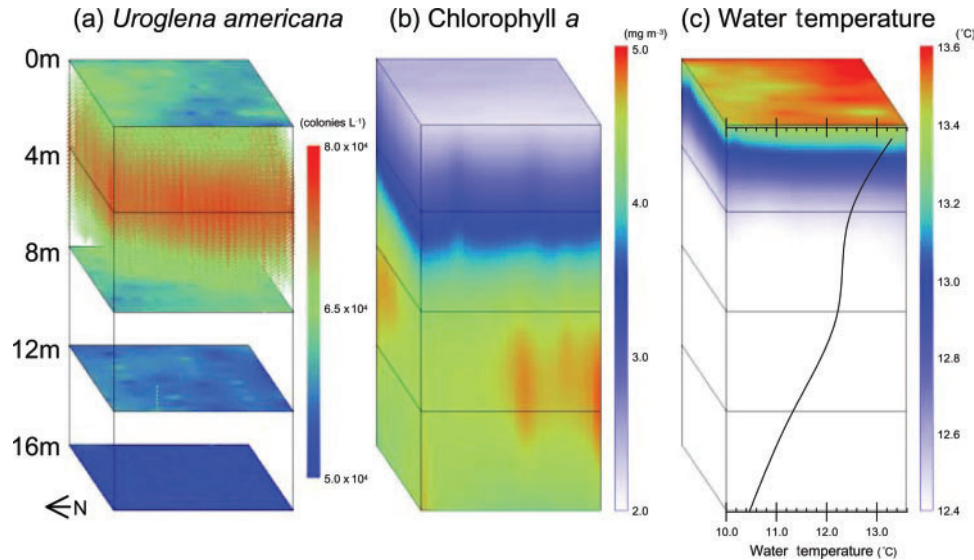 (a) Uroglena americana
0m
4m
8m
12m
16m
N
(colonies L⁻¹)
8.0 x 10⁴
6.5 x 10⁴
5.0 x 10⁴
(b) Chlorophyll a
(mg m⁻³)
5.0
4.0
3.0
2.0
(c) Water temperature
(℃)
13.6
13.4
13.2
13.0
12.8
12.6
12.4
10.0 11.0 12.0 13.0
Water temperature (℃)